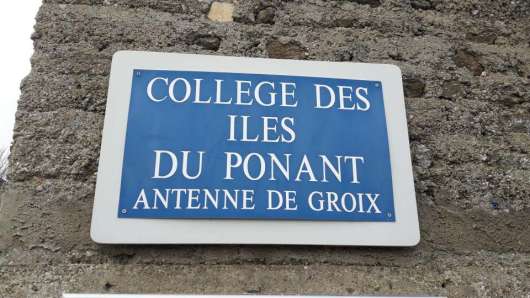 COLLEGE DES
ILES
DU PONANT
ANTENNE DE GROIX